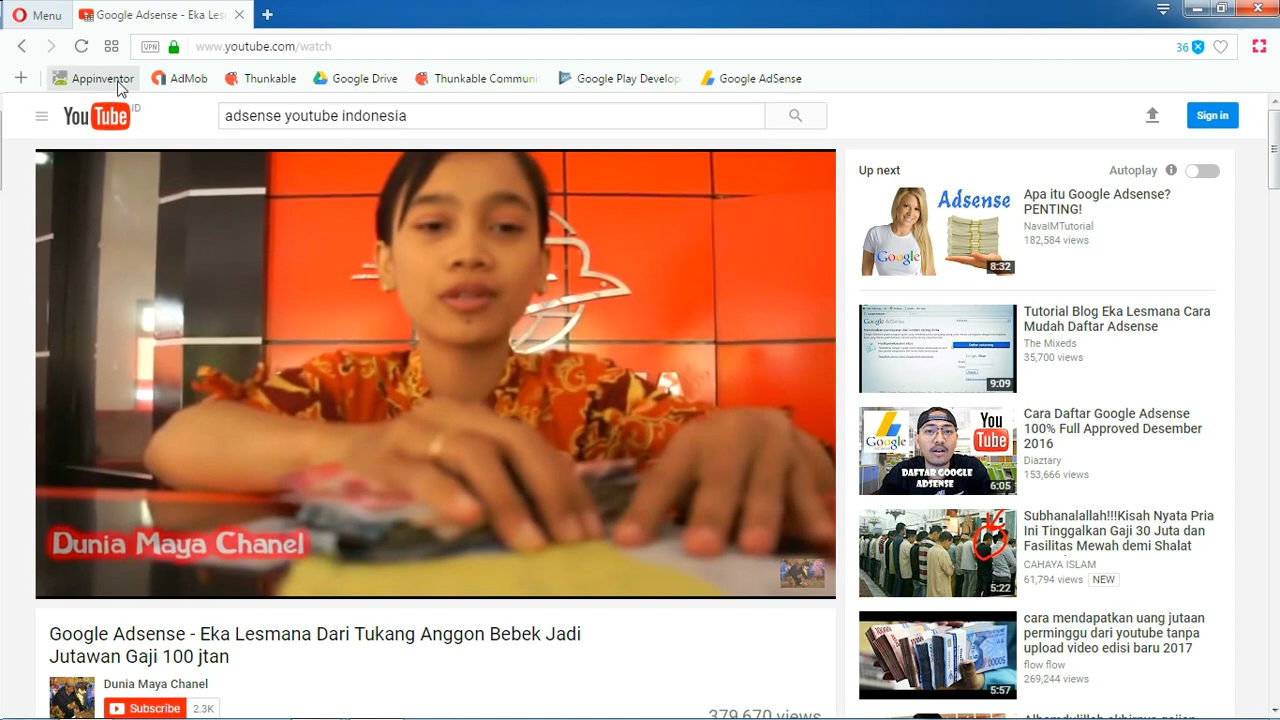 Menu
Google Adsense - Eka Les
VPN
www.youtube.com/watch
36
Appinventor
AdMob
Thunkable
Google Drive
Thunkable Commun
Google Play Develop
Google AdSense
YouTube ID
adsense youtube indonesia
Sign in
Dunia Maya Chanel
Google Adsense - Eka Lesmana Dari Tukang Anggon Bebek Jadi
Jutawan Gaji 100 jtan
Dunia Maya Chanel
Subscribe 2.3K
379,670 views
Up next
Autoplay
Adsense
Google
8:32
Apa itu Google Adsense?
PENTING!
NavalMTutorial
182,584 views
9:09
Tutorial Blog Eka Lesmana Cara
Mudah Daftar Adsense
The Mixeds
35,700 views
Google
You
Tube
DAFTAR GOOGLE
ADSENSE
6:05
Cara Daftar Google Adsense
100% Full Approved Desember
2016
Diaztary
153,666 views
5:22
Subhanalallah!!!Kisah Nyata Pria
Ini Tinggalkan Gaji 30 Juta dan
Fasilitas Mewah demi Shalat
CAHAYA ISLAM
61,794 views NEW
5:57
cara mendapatkan uang jutaan
perminggu dari youtube tanpa
upload video edisi baru 2017
flow flow
269,244 views